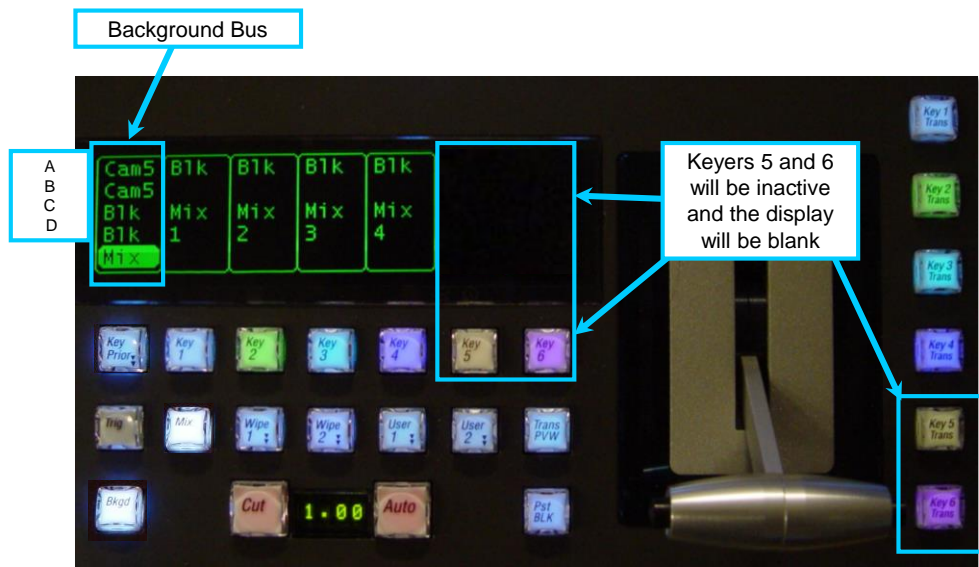 Background Bus
A
B
C
D
Cam5 Blk Blk Blk Blk
Cam5
Blk Mix Mix Mix Mix
Blk 1 2 3 4
Mix
Keyers 5 and 6
will be inactive
and the display
will be blank
Key 1
Trans
Key 2
Trans
Key 3
Trans
Key 4
Trans
Key 5
Trans
Key 6
Trans
Key
Prior
Key
1
Key
2
Key
3
Key
4
Key
5
Key
6
Trig
Mix
Wipe
1
Wipe
2
User
1
User
2
Trans
PVW
Bkgd
Cut
1.00
Auto
Pst
BLK